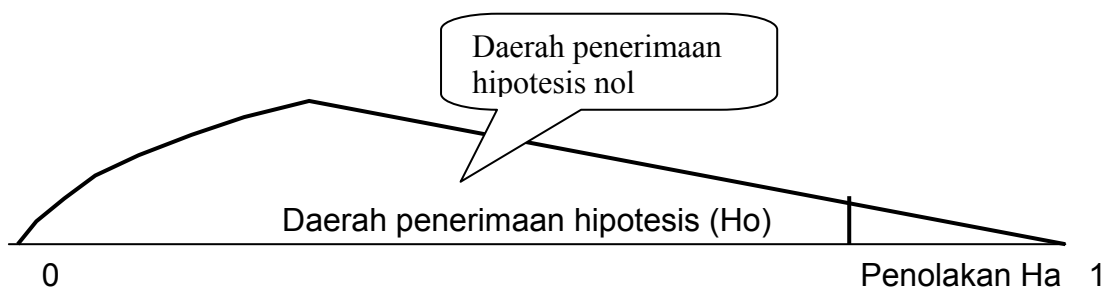 Daerah penerimaan
hipotesis nol
Daerah penerimaan hipotesis (Ho)
0
Penolakan Ha
1